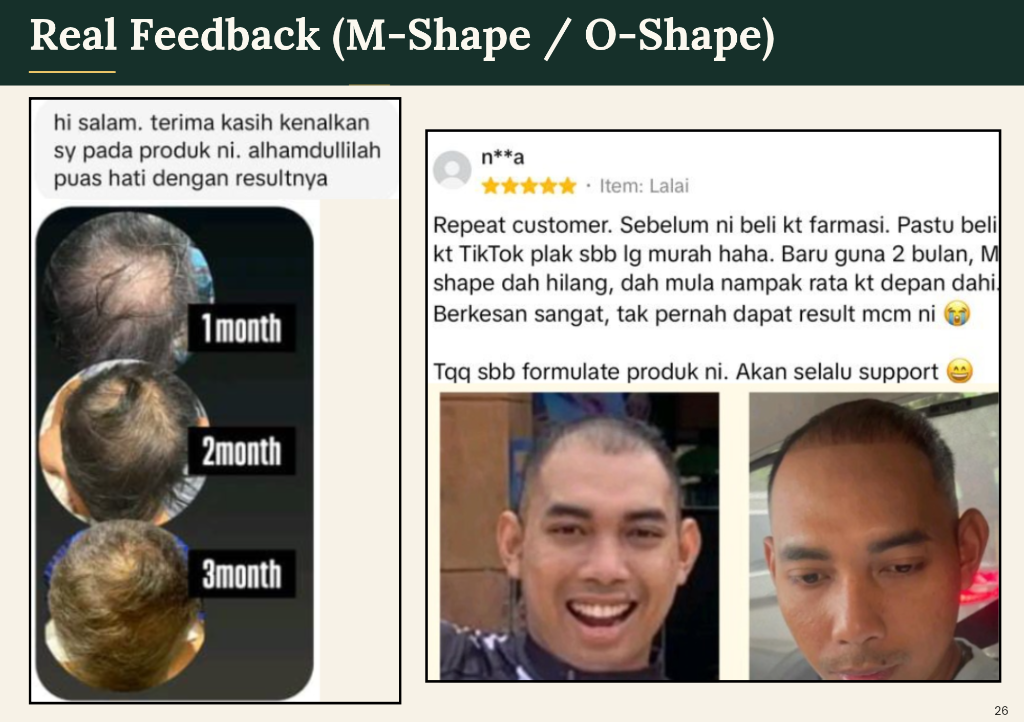 Real Feedback (M-Shape / O-Shape)
hi salam. terima kasih kenalkan
sy pada produk ni. alhamdullilah
puas hati dengan resultnya
1month
2month
3month
n**a
★★★★★ · Item: Lalai
Repeat customer. Sebelum ni beli kt farmasi. Pastu beli
kt TikTok plak sbb lg murah haha. Baru guna 2 bulan, M
shape dah hilang, dah mula nampak rata kt depan dahi.
Berkesan sangat, tak pernah dapat result mcm ni 😭
Tqq sbb formulate produk ni. Akan selalu support 😄
26